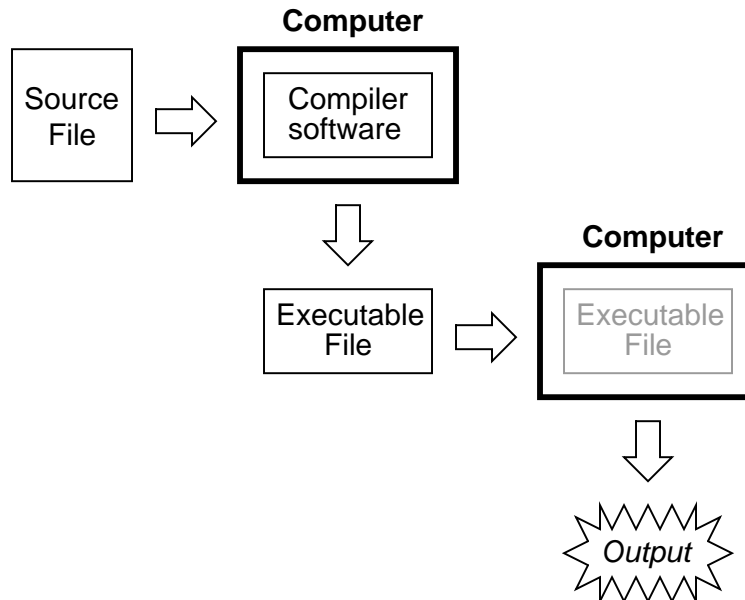 Computer
Source
File
Compiler
software
Computer
Executable
File
Executable
File
Output